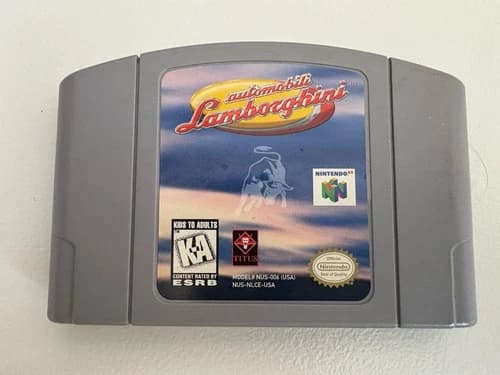 automobili
Lamborghini
NINTENDO 64
KIDS TO ADULTS
KA
CONTENT RATED BY
ESRB
TITUS
MODEL# NUS-006 (USA)
NUS-NLCE-USA
Official
Nintendo
Seal of Quality